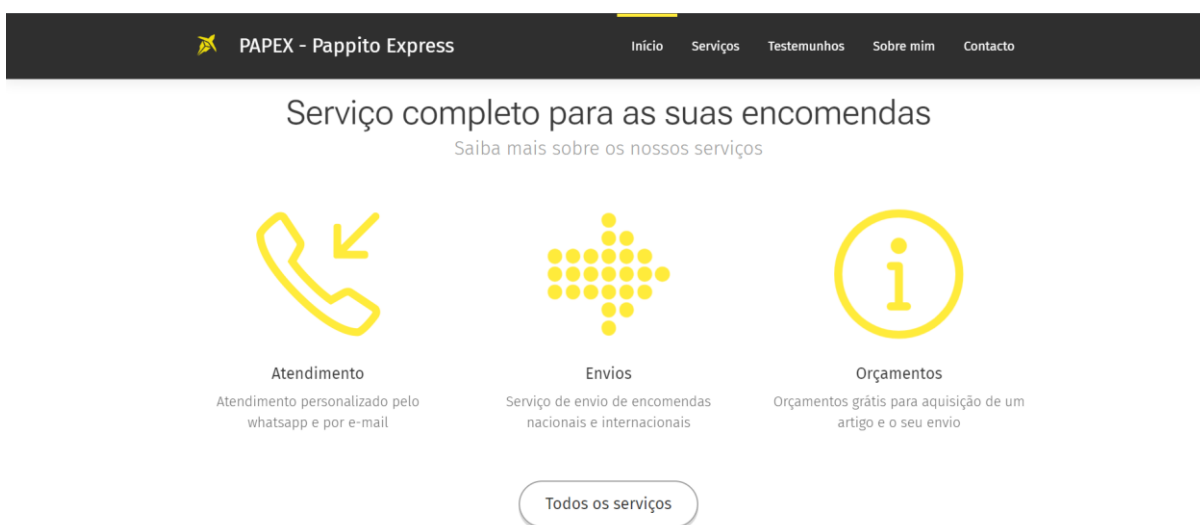 PAPEX - Pappito Express
Início
Serviços
Testemunhos
Sobre mim
Contacto
Serviço completo para as suas encomendas
Saiba mais sobre os nossos serviços
Atendimento
Atendimento personalizado pelo
whatsapp e por e-mail
Envios
Serviço de envio de encomendas
nacionais e internacionais
Orçamentos
Orçamentos grátis para aquisição de um
artigo e o seu envio
Todos os serviços